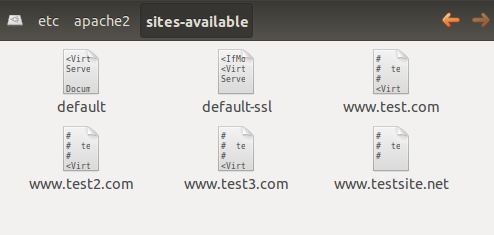 etc apache2 sites-available
<Virt
Serve
Docum
default
<IfMo
<Virt
Serve
default-ssl
#
# te
#
<Virt
www.test.com
#
# te
#
<Virt
www.test2.com
#
# te
#
<Virt
www.test3.com
#
# te
#
www.testsite.net